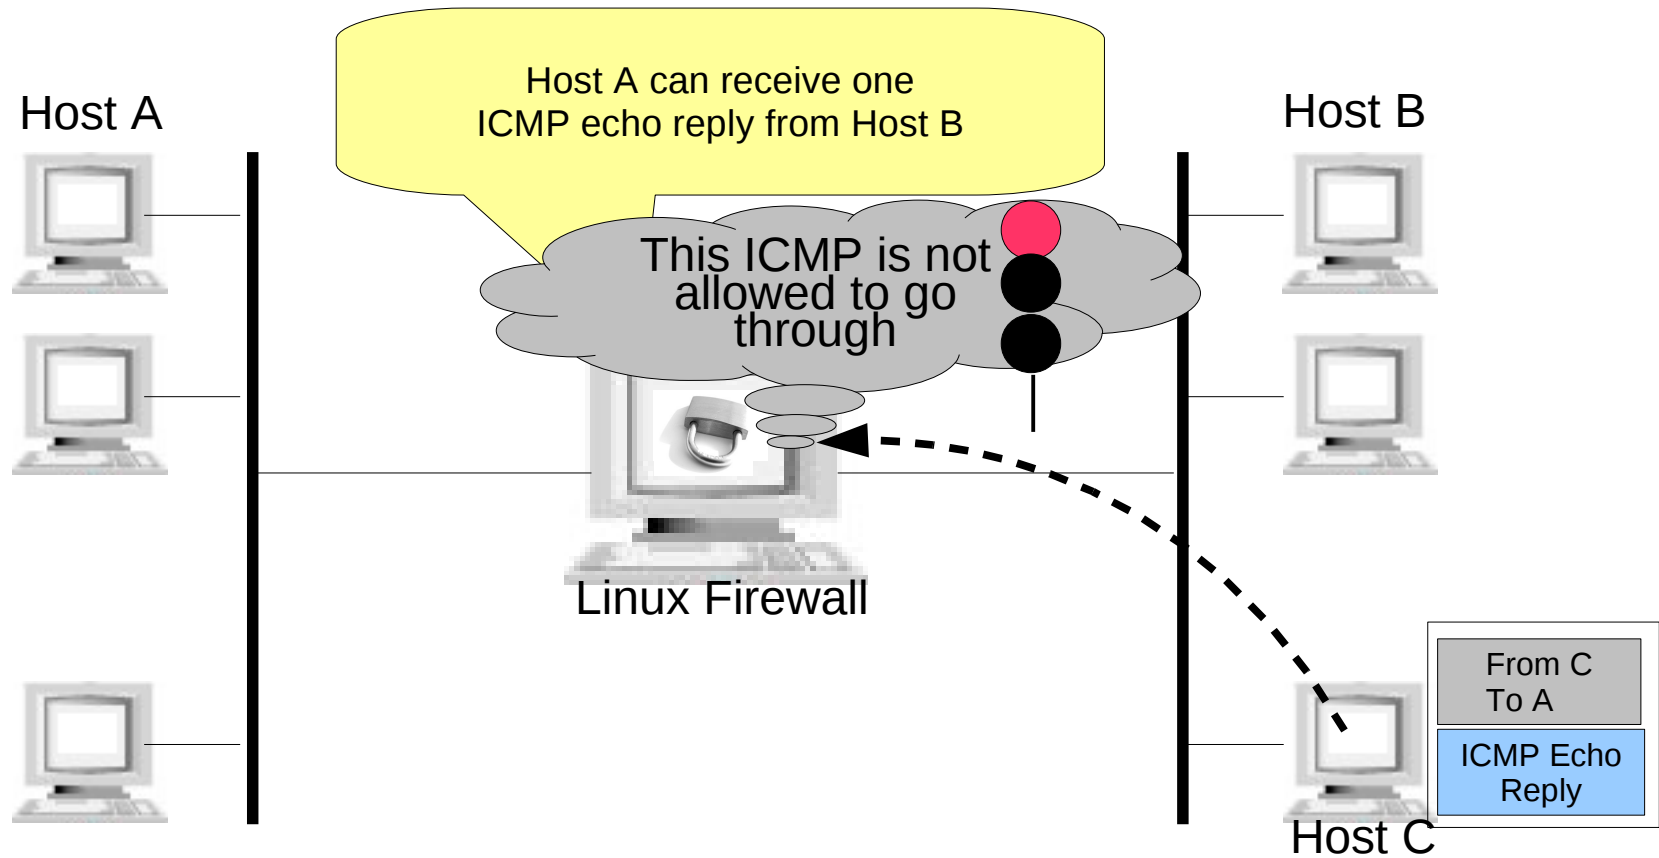 Host A can receive one
ICMP echo reply from Host B
Host A
Host B
This ICMP is not
allowed to go
through
Linux Firewall
From C
To A
ICMP Echo
Reply
Host C